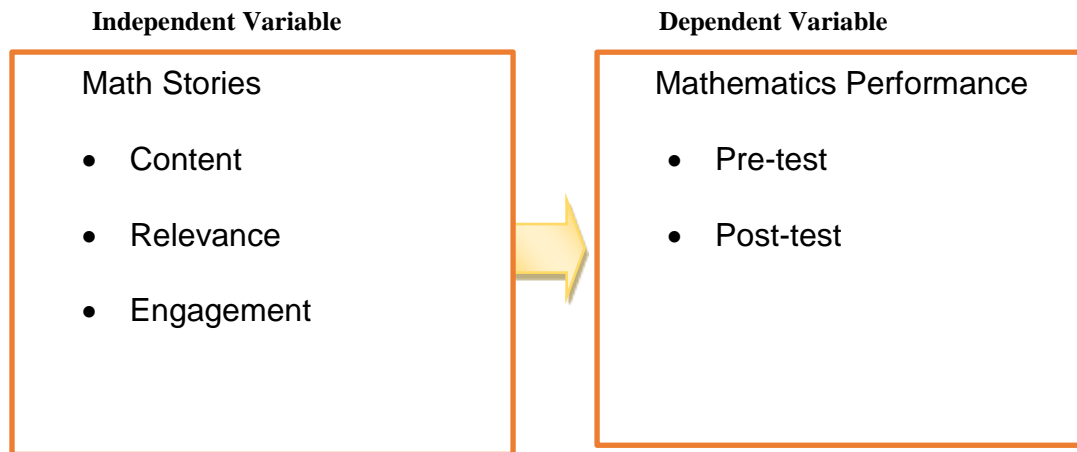 Independent Variable
Math Stories
• Content
• Relevance
• Engagement
Dependent Variable
Mathematics Performance
• Pre-test
• Post-test